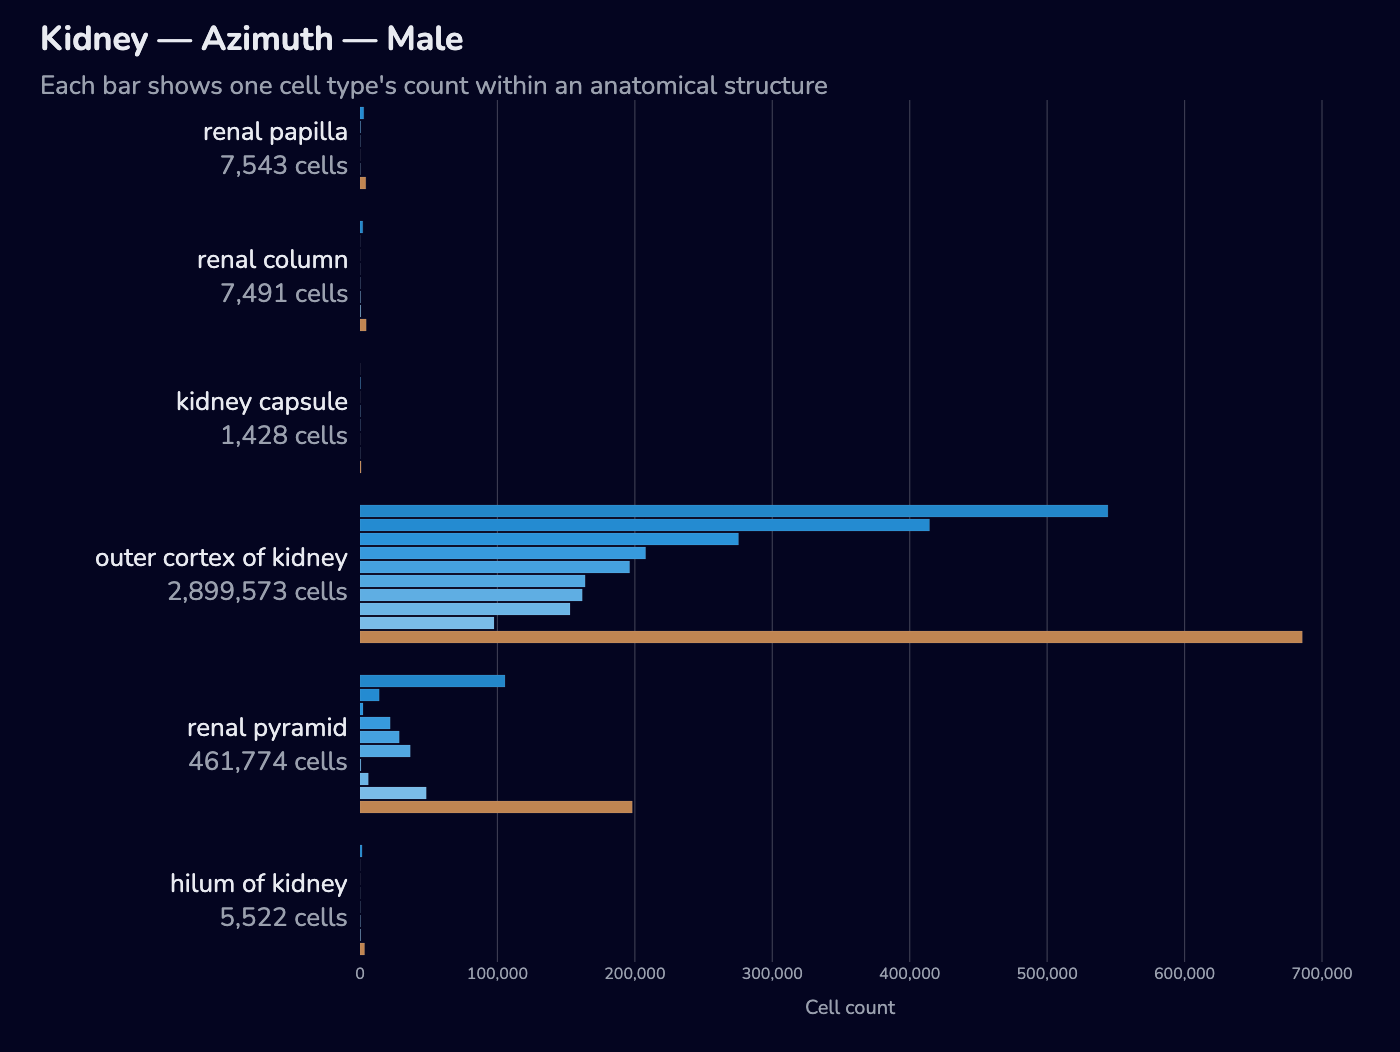 Kidney — Azimuth — Male
Each bar shows one cell type's count within an anatomical structure
renal papilla
7,543 cells
renal column
7,491 cells
kidney capsule
1,428 cells
outer cortex of kidney
2,899,573 cells
renal pyramid
461,774 cells
hilum of kidney
5,522 cells
0 100,000 200,000 300,000 400,000 500,000 600,000 700,000
Cell count